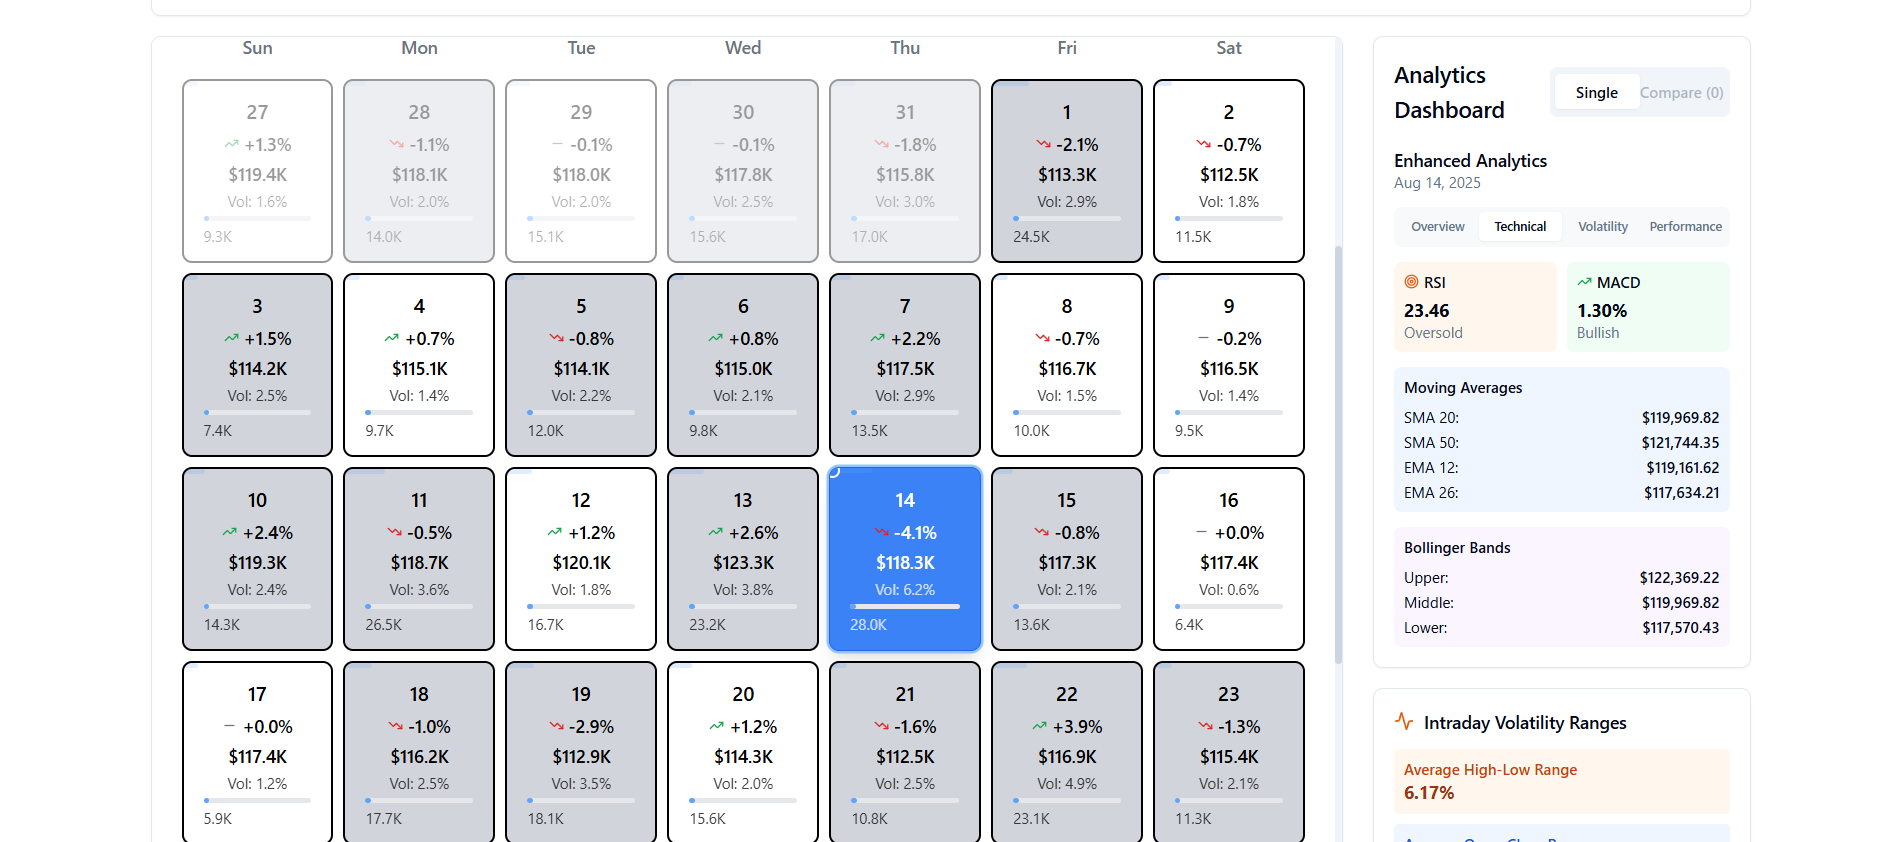 Sun Mon Tue Wed Thu Fri Sat
27 28 29 30 31 1 2
+1.3% -1.1% -0.1% -0.1% -1.8% -2.1% -0.7%
$119.4K $118.1K $118.0K $117.8K $115.8K $113.3K $112.5K
Vol: 1.6% Vol: 2.0% Vol: 2.0% Vol: 2.5% Vol: 3.0% Vol: 2.9% Vol: 1.8%
9.3K 14.0K 15.1K 15.6K 17.0K 24.5K 11.5K
3 4 5 6 7 8 9
+1.5% +0.7% -0.8% +0.8% +2.2% -0.7% -0.2%
$114.2K $115.1K $114.1K $115.0K $117.5K $116.7K $116.5K
Vol: 2.5% Vol: 1.4% Vol: 2.2% Vol: 2.1% Vol: 2.9% Vol: 1.5% Vol: 1.4%
7.4K 9.7K 12.0K 9.8K 13.5K 10.0K 9.5K
10 11 12 13 14 15 16
+2.4% -0.5% +1.2% +2.6% -4.1% -0.8% +0.0%
$119.3K $118.7K $120.1K $123.3K $118.3K $117.3K $117.4K
Vol: 2.4% Vol: 3.6% Vol: 1.8% Vol: 3.8% Vol: 6.2% Vol: 2.1% Vol: 0.6%
14.3K 26.5K 16.7K 23.2K 28.0K 13.6K 6.4K
17 18 19 20 21 22 23
+0.0% -1.0% -2.9% +1.2% -1.6% +3.9% -1.3%
$117.4K $116.2K $112.9K $114.3K $112.5K $116.9K $115.4K
Vol: 1.2% Vol: 2.5% Vol: 3.5% Vol: 2.0% Vol: 2.5% Vol: 4.9% Vol: 2.1%
5.9K 17.7K 18.1K 15.6K 10.8K 23.1K 11.3K
Analytics
Dashboard
Single Compare (0)
Enhanced Analytics
Aug 14, 2025
Overview Technical Volatility Performance
RSI
23.46
Oversold
MACD
1.30%
Bullish
Moving Averages
SMA 20: $119,969.82
SMA 50: $121,744.35
EMA 12: $119,161.62
EMA 26: $117,634.21
Bollinger Bands
Upper: $122,369.22
Middle: $119,969.82
Lower: $117,570.43
Intraday Volatility Ranges
Average High-Low Range
6.17%